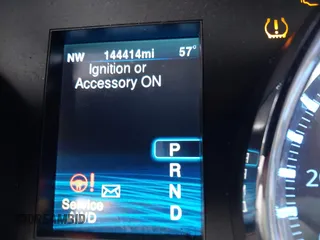 NW 144414mi 57°
Ignition or
Accessory ON
P
R
N
D
Service